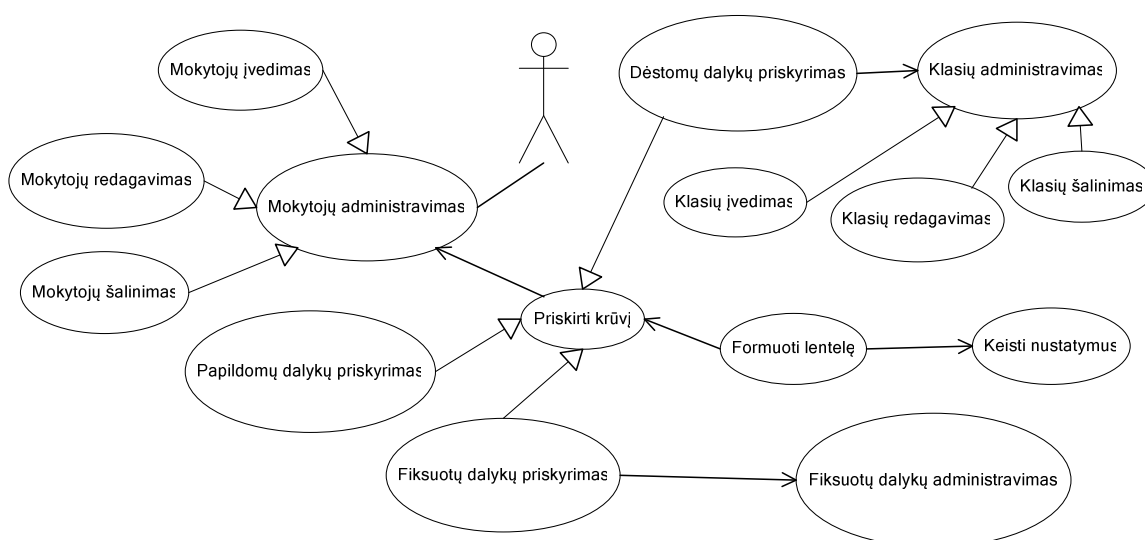 Mokytojų įvedimas
Dėstomų dalykų priskyrimas
Klasių administravimas
Mokytojų redagavimas
Mokytojų administravimas
Klasių įvedimas
Klasių redagavimas
Klasių šalinimas
Mokytojų šalinimas
Priskirti krūvį
Formuoti lentelę
Keisti nustatymus
Papildomų dalykų priskyrimas
Fiksuotų dalykų priskyrimas
Fiksuotų dalykų administravimas